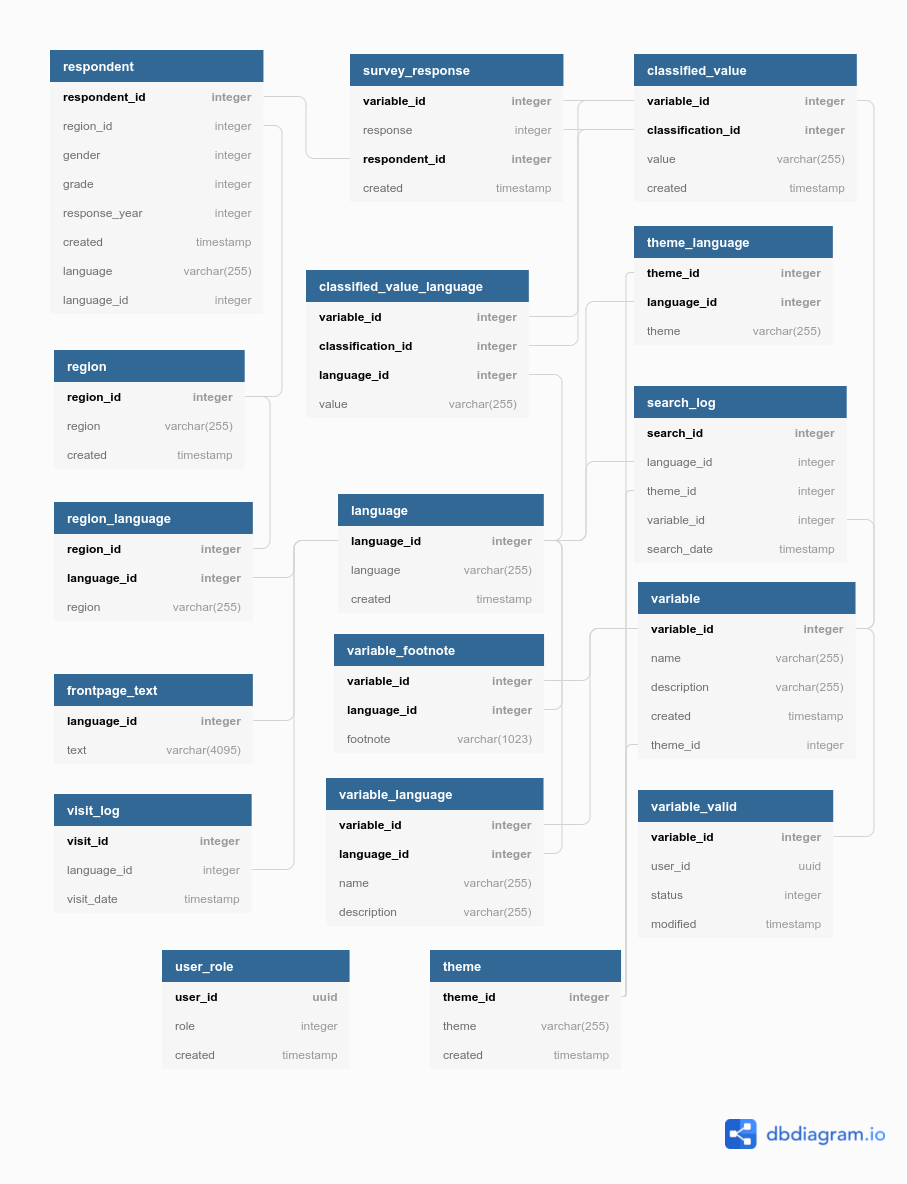 respondent
respondent_id integer
region_id integer
gender integer
grade integer
response_year integer
created timestamp
language varchar(255)
language_id integer
survey_response
variable_id integer
response integer
respondent_id integer
created timestamp
classified_value
variable_id integer
classification_id integer
value varchar(255)
created timestamp
theme_language
theme_id integer
language_id integer
theme varchar(255)
classified_value_language
variable_id integer
classification_id integer
language_id integer
value varchar(255)
region
region_id integer
region varchar(255)
created timestamp
search_log
search_id integer
language_id integer
theme_id integer
variable_id integer
search_date timestamp
region_language
region_id integer
language_id integer
region varchar(255)
language
language_id integer
language varchar(255)
created timestamp
variable
variable_id integer
name varchar(255)
description varchar(255)
created timestamp
theme_id integer
variable_footnote
variable_id integer
language_id integer
footnote varchar(1023)
frontpage_text
language_id integer
text varchar(4095)
variable_language
variable_id integer
language_id integer
name varchar(255)
description varchar(255)
visit_log
visit_id integer
language_id integer
visit_date timestamp
variable_valid
variable_id integer
user_id uuid
status integer
modified timestamp
user_role
user_id uuid
role integer
created timestamp
theme
theme_id integer
theme varchar(255)
created timestamp
dbdiagram.io